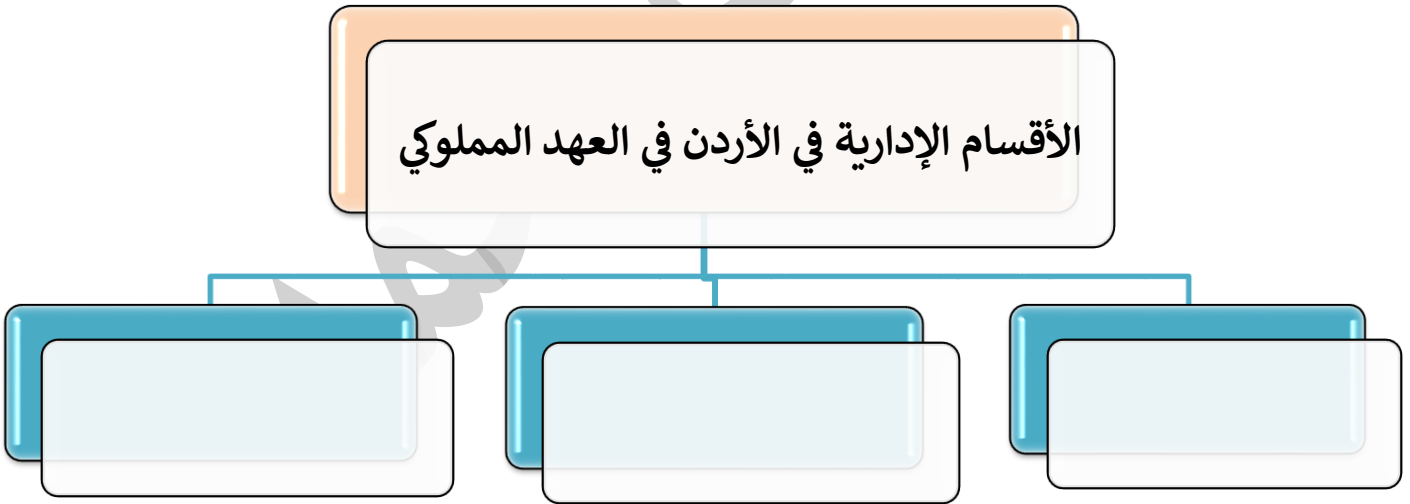 الأقسام الإدارية في الأردن في العهد المملوكي